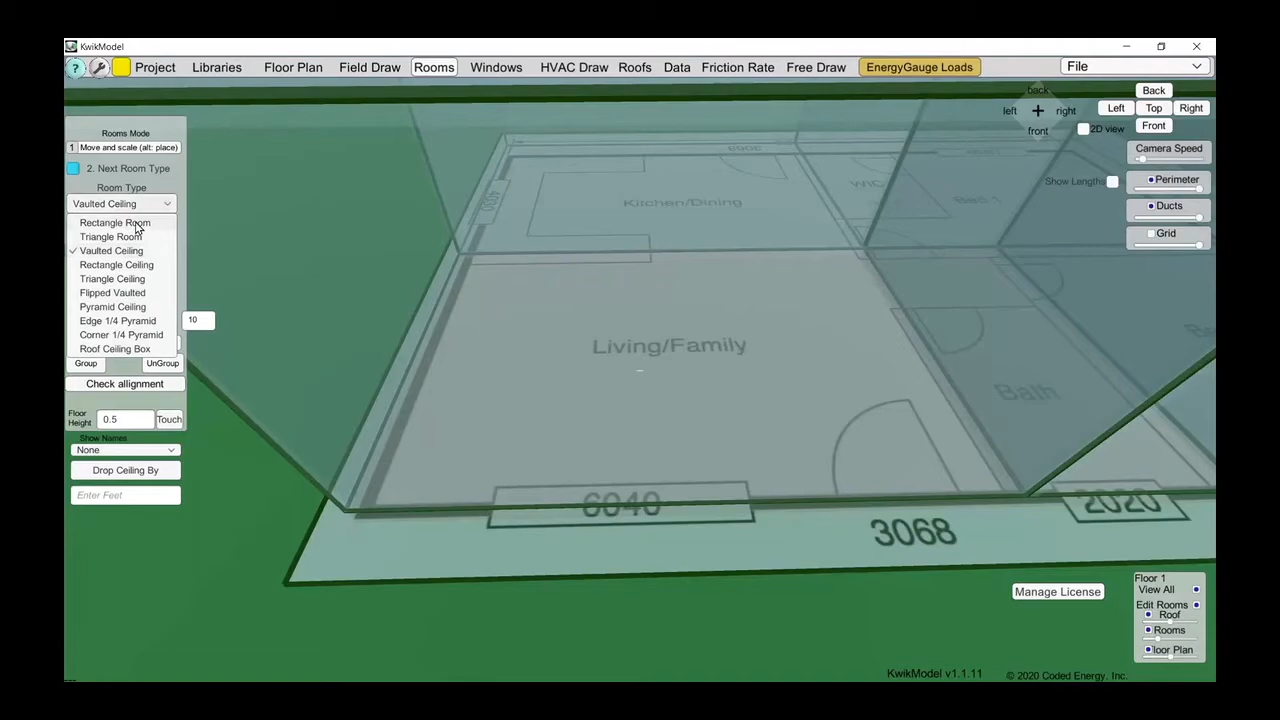 KwikModel
? Project Libraries Floor Plan Field Draw Rooms Windows HVAC Draw Roofs Data Friction Rate Free Draw EnergyGauge Loads File
back
left + right
front
Back
Left Top Right
Front
2D view
Camera Speed
Show Lengths
Perimeter
Ducts
Grid
Rooms Mode
1 Move and scale (alt: place)
2. Next Room Type
Room Type
Vaulted Ceiling
Rectangle Room
Triangle Room
✓ Vaulted Ceiling
Rectangle Ceiling
Triangle Ceiling
Flipped Vaulted
Pyramid Ceiling
Edge 1/4 Pyramid
Corner 1/4 Pyramid
Roof Ceiling Box
10
Group UnGroup
Check allignment
Floor
Height 0.5 Touch
Show Names
None
Drop Ceiling By
Enter Feet
Kitchen/Dining
Bed 1
Living/Family
Bath
6040
3068
2020
Manage License
Floor 1
View All
Edit Rooms
Roof
Rooms
Floor Plan
KwikModel v1.1.11
© 2020 Coded Energy, Inc.